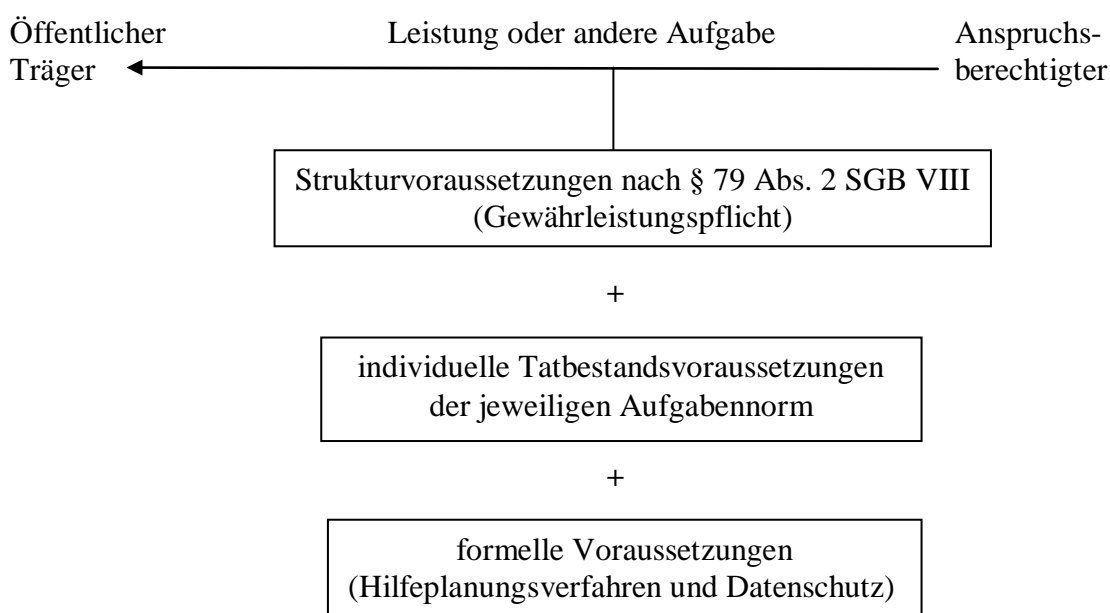 Öffentlicher
Träger
Leistung oder andere Aufgabe
Anspruchs-
berechtigter
Strukturvoraussetzungen nach § 79 Abs. 2 SGB VIII
(Gewährleistungspflicht)
+
individuelle Tatbestandsvoraussetzungen
der jeweiligen Aufgabennorm
+
formelle Voraussetzungen
(Hilfeplanungsverfahren und Datenschutz)